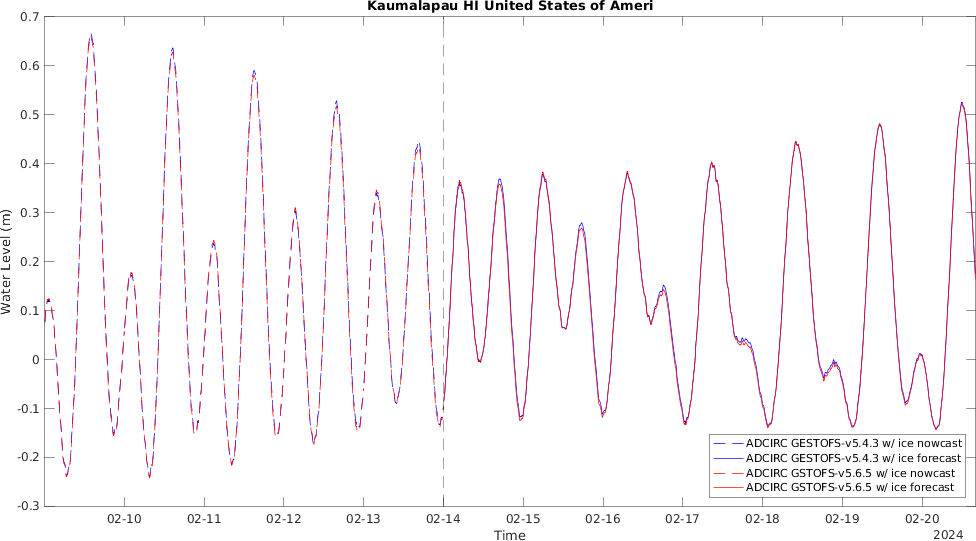 Kaumalapau HI United States of Ameri
0.7
0.6
0.5
0.4
0.3
0.2
0.1
0
-0.1
-0.2
-0.3
Water Level (m)
02-10 02-11 02-12 02-13 02-14 02-15 02-16 02-17 02-18 02-19 02-20
Time
2024
ADCIRC GESTOFS-v5.4.3 w/ ice nowcast
ADCIRC GESTOFS-v5.4.3 w/ ice forecast
ADCIRC GSTOFS-v5.6.5 w/ ice nowcast
ADCIRC GSTOFS-v5.6.5 w/ ice forecast